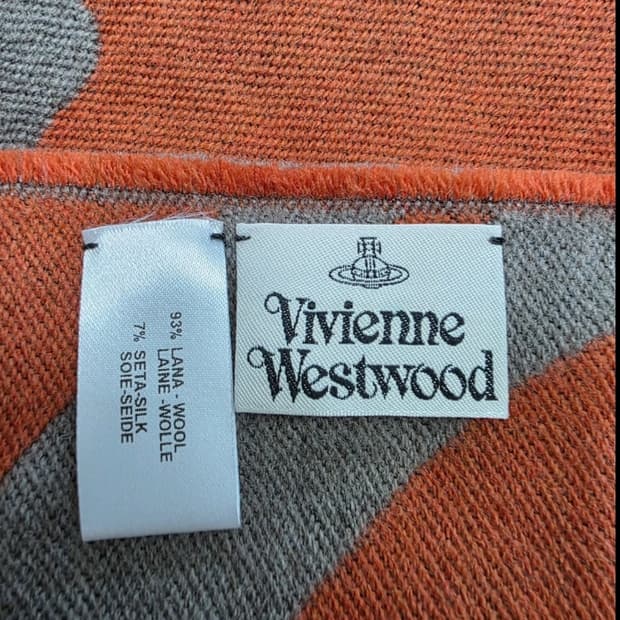 93% LANA - WOOL
LAINE -WOLLE
7% SETA-SILK
SOIE-SEIDE
Vivienne
Westwood